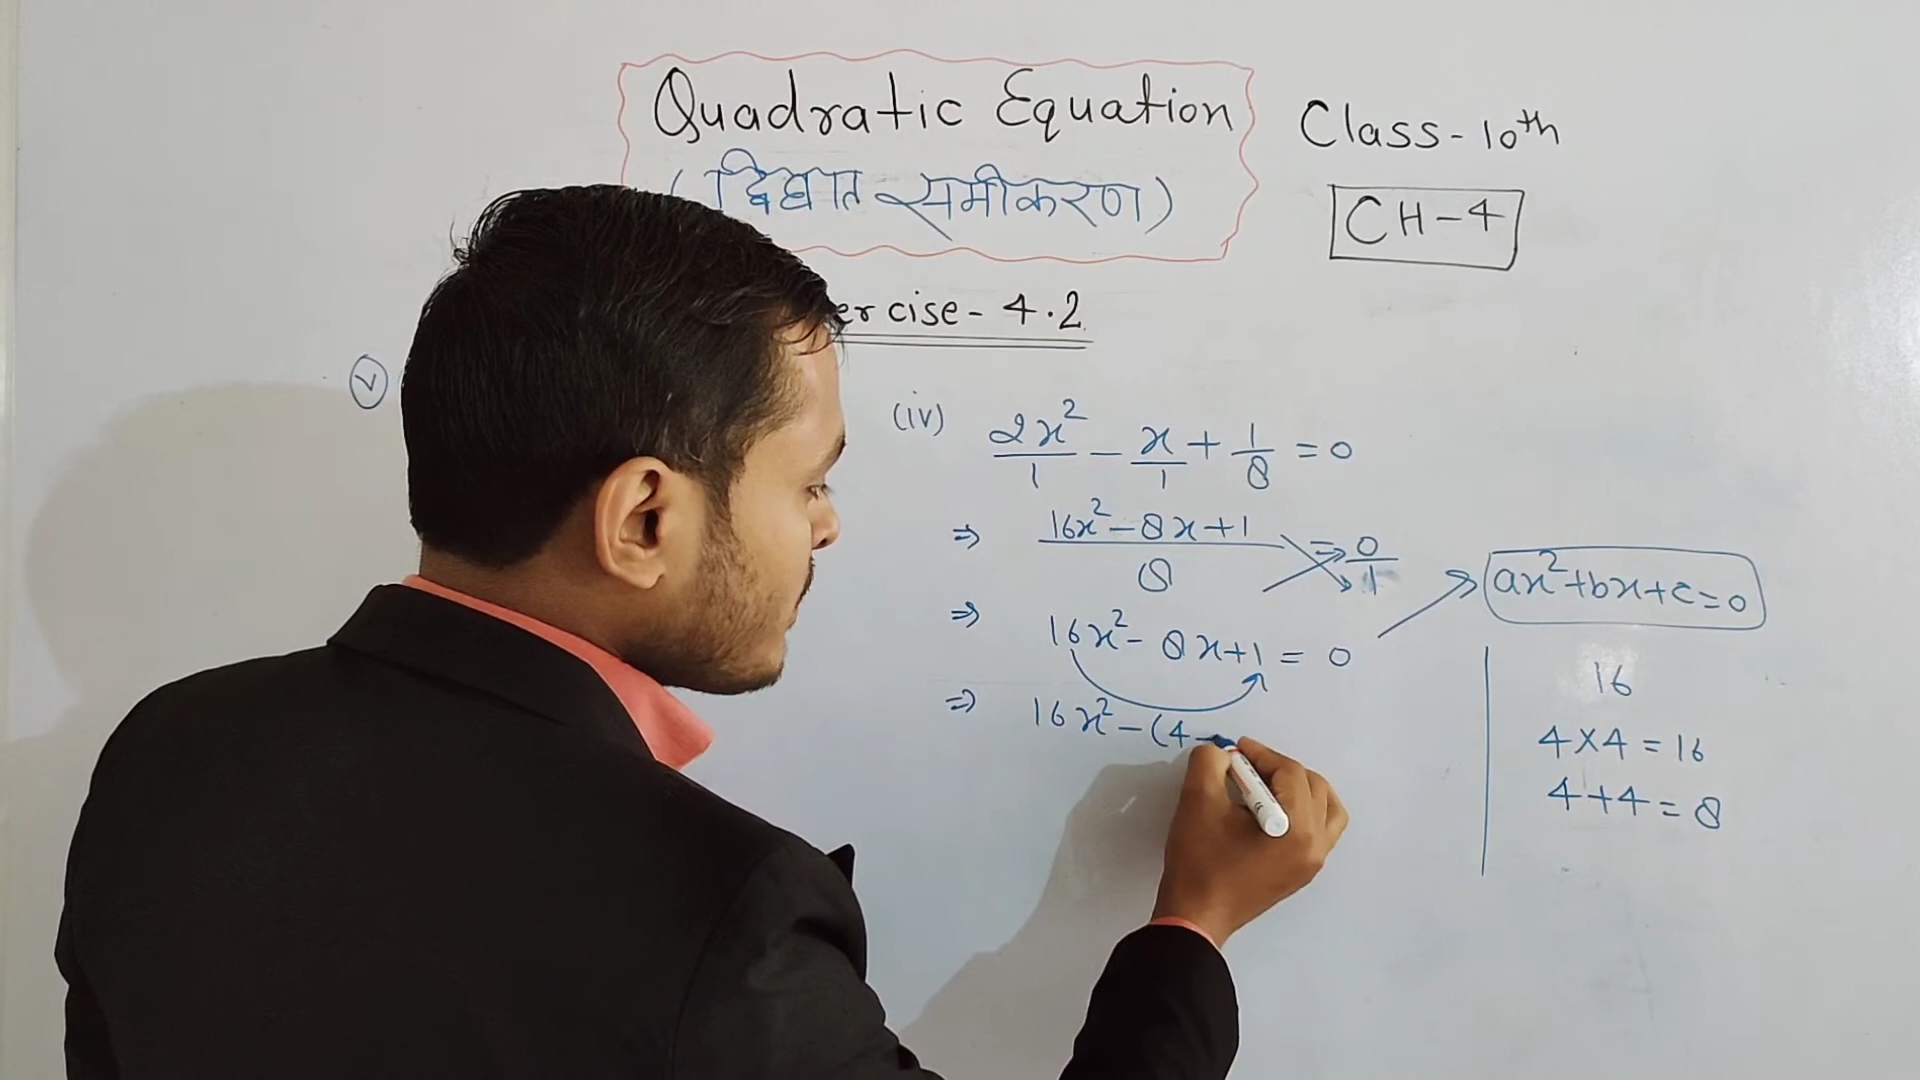 Quadratic Equation
(द्विघात समीकरण)
Class-10th
CH-4
ercise- 4.2
(v)
(iv) 2x²/1 - x/1 + 1/8 = 0
⇒ 16x²-8x+1/8 = 0/1
⇒ 16x²-8x+1 = 0
ax²+bx+c=0
⇒ 16x²-(4+
16
4×4=16
4+4=8